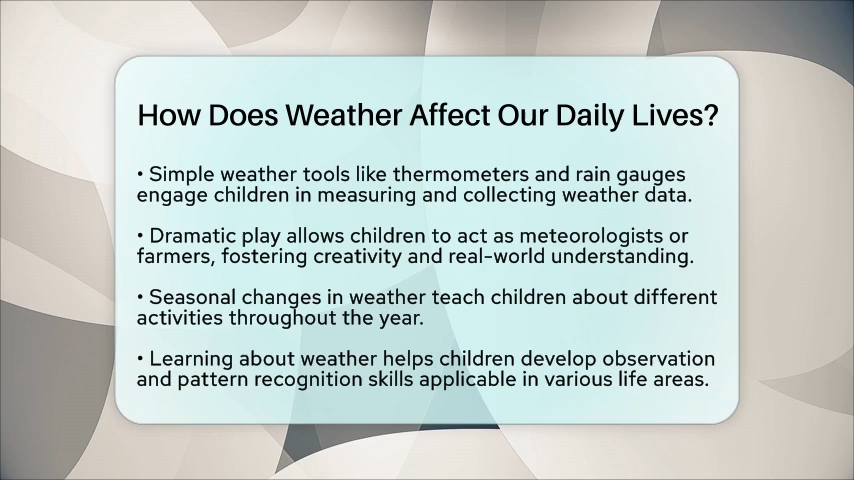 How Does Weather Affect Our Daily Lives?
• Simple weather tools like thermometers and rain gauges
engage children in measuring and collecting weather data.
• Dramatic play allows children to act as meteorologists or
farmers, fostering creativity and real-world understanding.
• Seasonal changes in weather teach children about different
activities throughout the year.
• Learning about weather helps children develop observation
and pattern recognition skills applicable in various life areas.